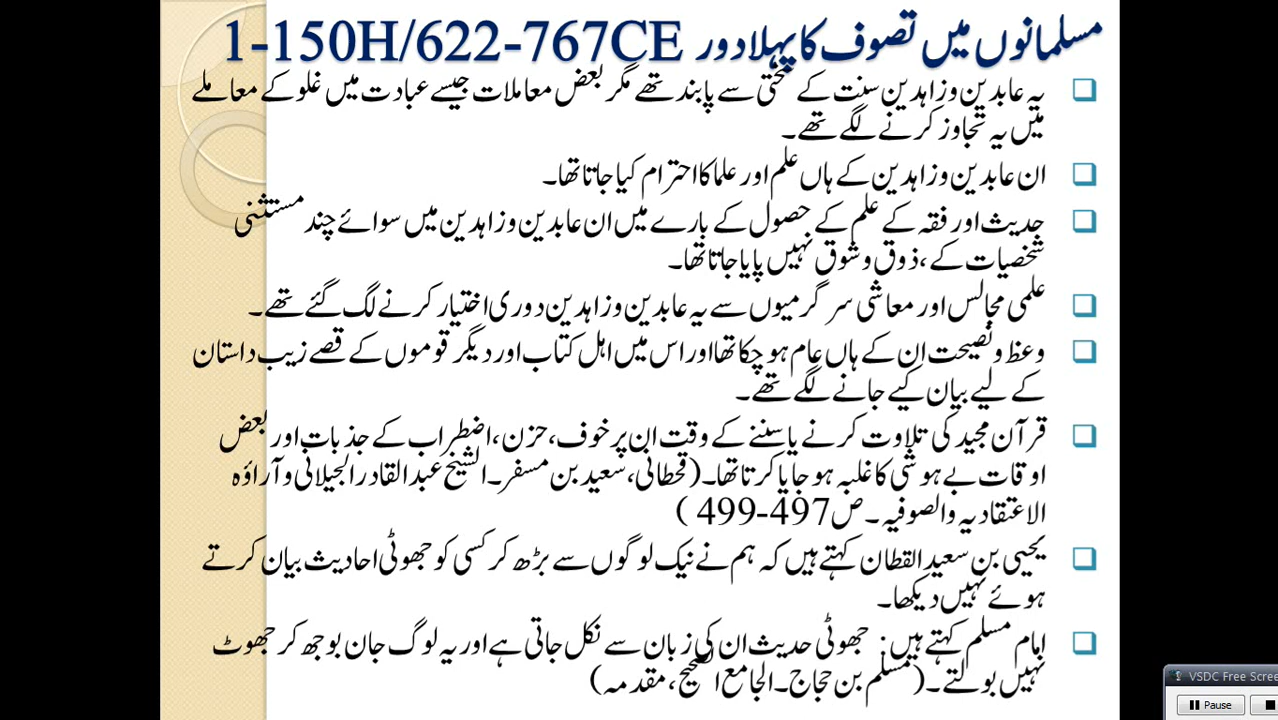 مسلمانوں میں تصوف کا پہلا دور 1-150H/622-767CE
یہ عابدین و زاہدین سنت کے سختی سے پابند تھے مگر بعض معاملات جیسے عبادت میں غلو کے معاملے
میں یہ تجاوز کرنے لگے تھے۔
ان عابدین و زاہدین کے ہاں علم اور علما کا احترام کیا جاتا تھا۔
حدیث اور فقہ کے علم کے حصول کے بارے میں ان عابدین و زاہدین میں سوائے چند مستثنی
شخصیات کے، ذوق و شوق نہیں پایا جاتا تھا۔
علمی مجالس اور معاشی سرگرمیوں سے یہ عابدین و زاہدین دوری اختیار کرنے لگ گئے تھے۔
وعظ و نصیحت ان کے ہاں عام ہو چکا تھا اور اس میں اہل کتاب اور دیگر قوموں کے قصے زیب داستان
کے لیے بیان کیے جانے لگے تھے۔
قرآن مجید کی تلاوت کرنے یا سننے کے وقت ان پر خوف، حزن، اضطراب کے جذبات اور بعض
اوقات بے ہوشی کا غلبہ ہو جایا کرتا تھا۔ (قحطانی، سعید بن مسفر۔ الشیخ عبدالقادر الجیلانی و آراؤہ
الاعتقادیہ والصوفیہ۔ ص 497-499 )
یحیی بن سعید القطان کہتے ہیں کہ ہم نے نیک لوگوں سے بڑھ کر کسی کو جھوٹی احادیث بیان کرتے
ہوئے نہیں دیکھا۔
امام مسلم کہتے ہیں: جھوٹی حدیث ان کی زبان سے نکل جاتی ہے اور یہ لوگ جان بوجھ کر جھوٹ
نہیں بولتے۔ (مسلم بن حجاج۔ الجامع الصحیح، مقدمہ)
VSDC Free Scree
Pause